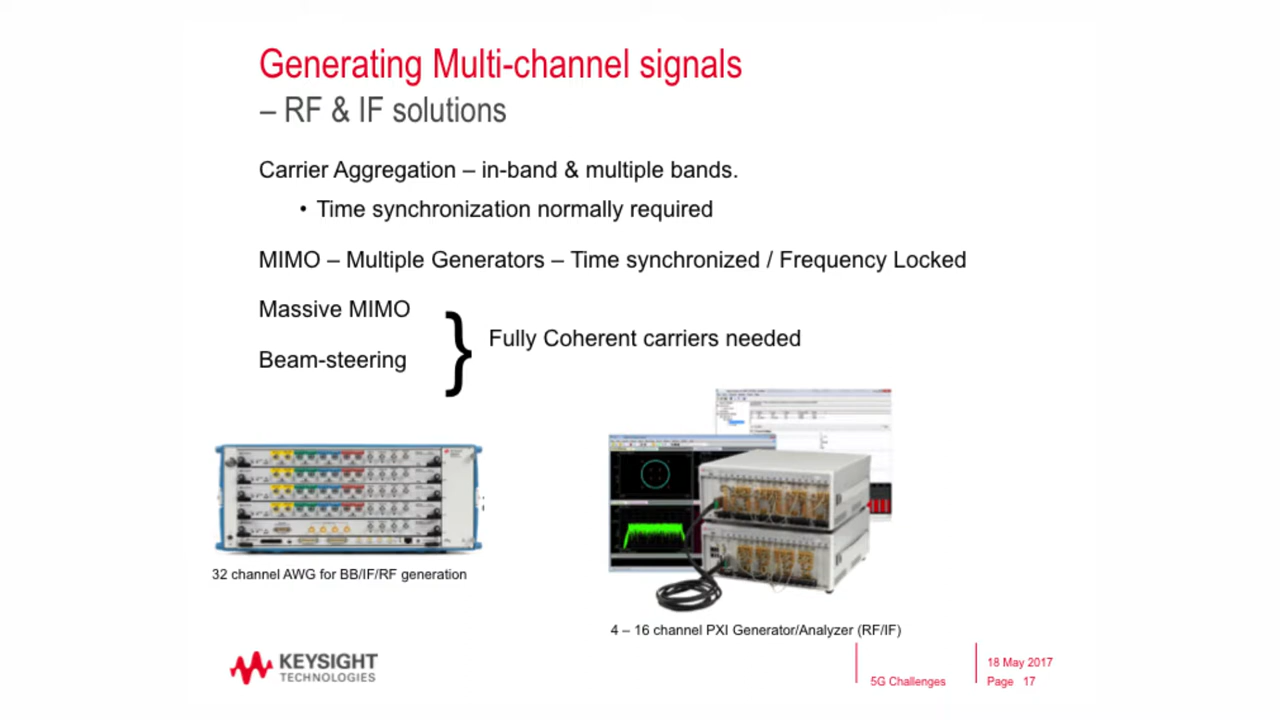 Generating Multi-channel signals
– RF & IF solutions
Carrier Aggregation – in-band & multiple bands.
• Time synchronization normally required
MIMO – Multiple Generators – Time synchronized / Frequency Locked
Massive MIMO
Beam-steering
} Fully Coherent carriers needed
32 channel AWG for BB/IF/RF generation
4 – 16 channel PXI Generator/Analyzer (RF/IF)
KEYSIGHT
TECHNOLOGIES
5G Challenges
18 May 2017
Page 17